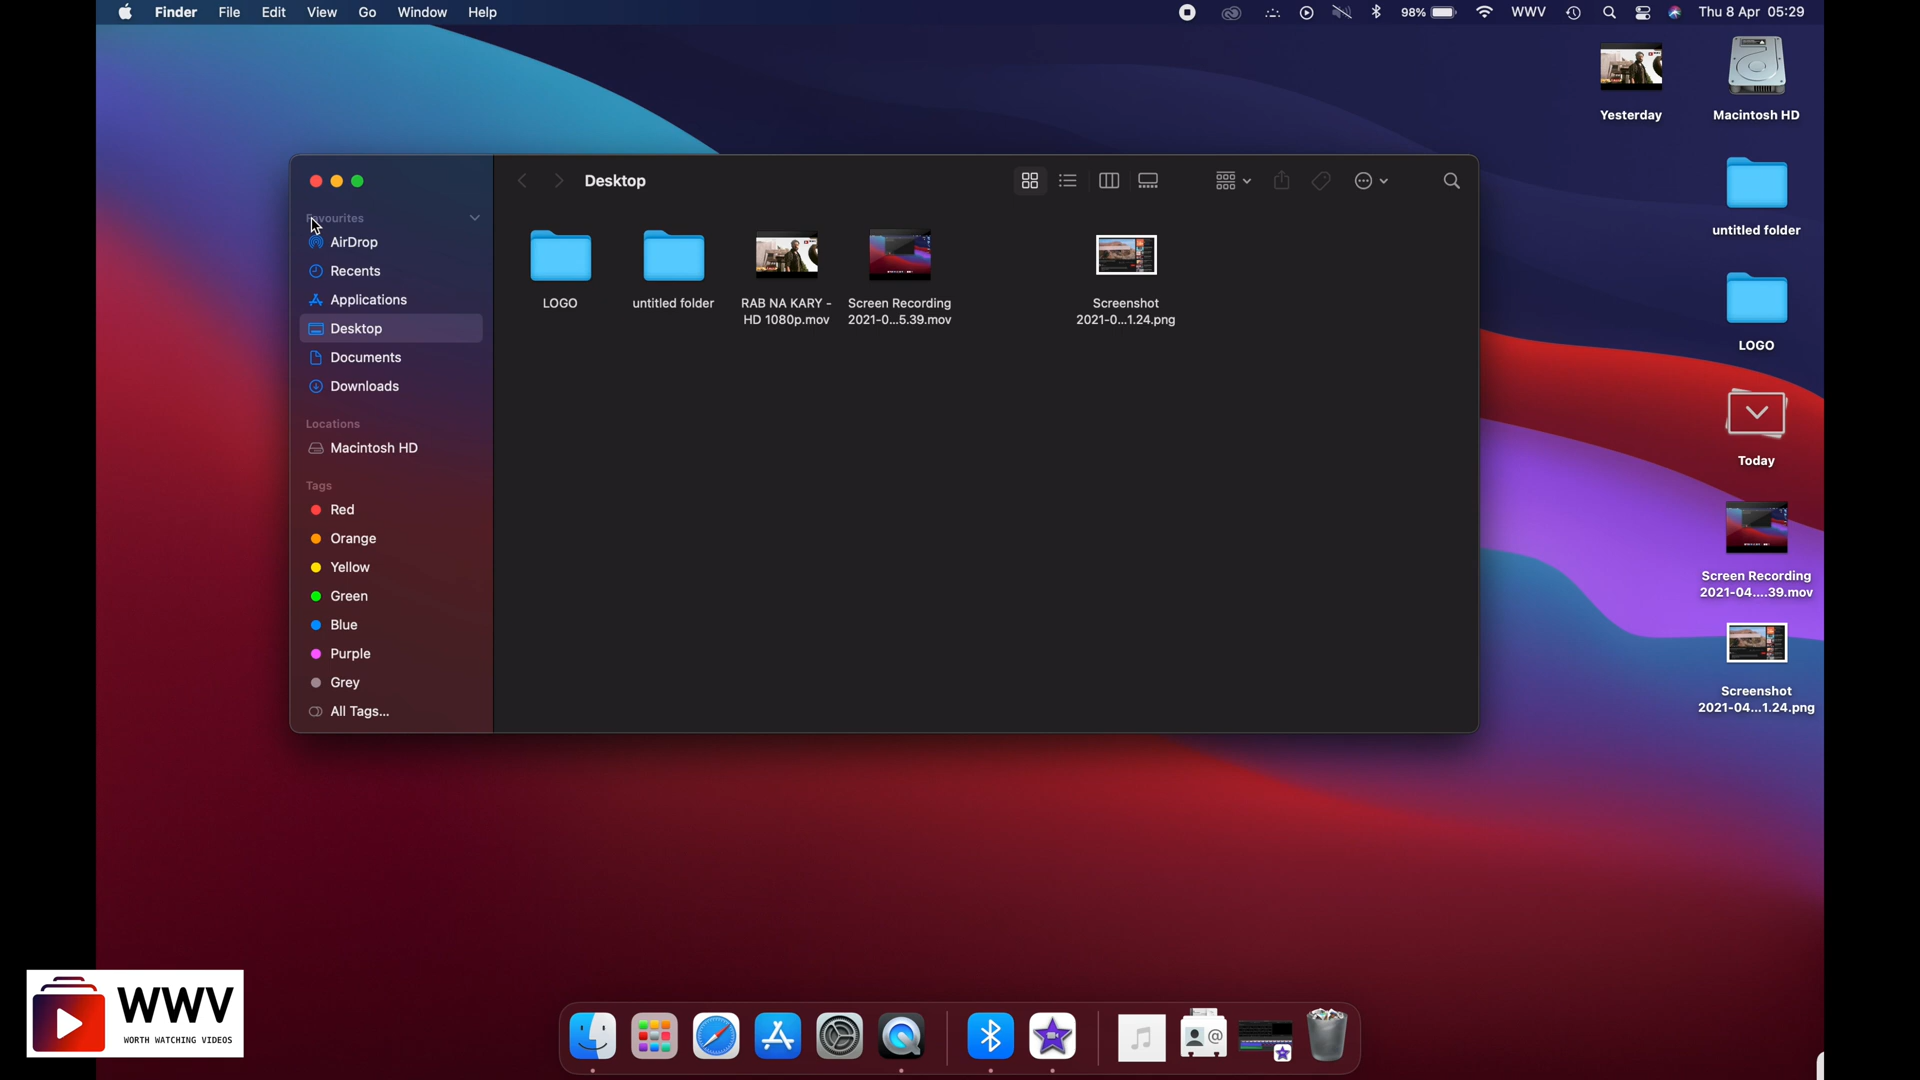 Finder File Edit View Go Window Help 98% WWV Thu 8 Apr 05:29
Yesterday
Macintosh HD
untitled folder
LOGO
Today
Screen Recording
2021-04....39.mov
Screenshot
2021-04...1.24.png
Desktop
Favourites
AirDrop
Recents
Applications
Desktop
Documents
Downloads
Locations
Macintosh HD
Tags
Red
Orange
Yellow
Green
Blue
Purple
Grey
All Tags...
LOGO
untitled folder
RAB NA KARY -
HD 1080p.mov
Screen Recording
2021-0...5.39.mov
Screenshot
2021-0...1.24.png
WWV
WORTH WATCHING VIDEOS